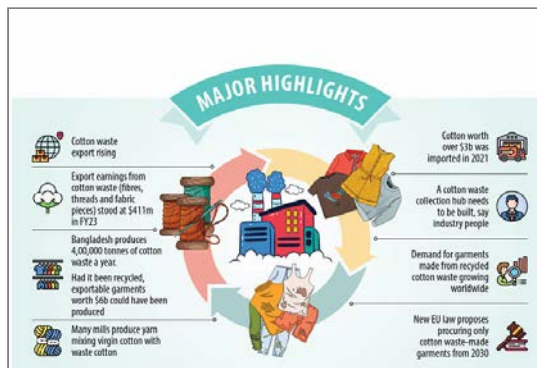 MAJOR HIGHLIGHTS
Cotton waste
export rising
Export earnings from
cotton waste (fibres,
threads and fabric
pieces) stood at $411m
in FY23
Bangladesh produces
4,00,000 tonnes of cotton
waste a year.
Had it been recycled,
exportable garments
worth $6b could have been
produced
Many mills produce yarn
mixing virgin cotton with
waste cotton
Cotton worth
over $3b was
imported in 2021
A cotton waste
collection hub needs
to be built, say
industry people
Demand for garments
made from recycled
cotton waste growing
worldwide
New EU law proposes
procuring only
cotton waste-made
garments from 2030